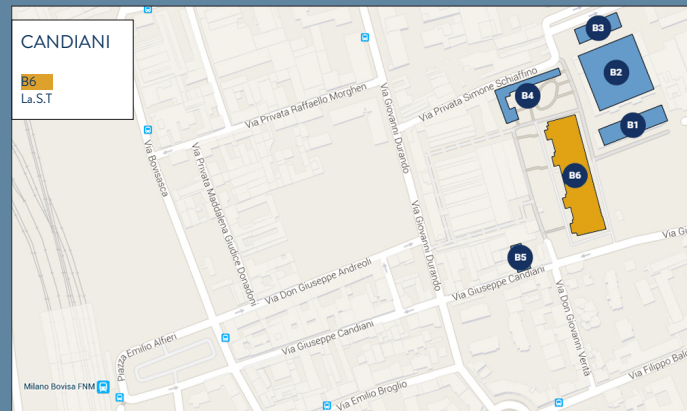 CANDIANI
B6
La.S.T
B3
B2
B4
B1
B6
B5
Via Privata Simone Schiaffino
Via Privata Raffaello Morghen
Via Giovanni Durando
Via Bovisasca
Via Privata Maddalena Giudice Donadoni
Via Giovanni Durando
Via Gi
Via Don Giuseppe Andreoli
Via Giuseppe Candiani
Via Don Giovanni Verità
Piazza Emilio Alfieri
Via Giuseppe Candiani
Via Filippo Bal
Milano Bovisa FNM
Via Emilio Broglio